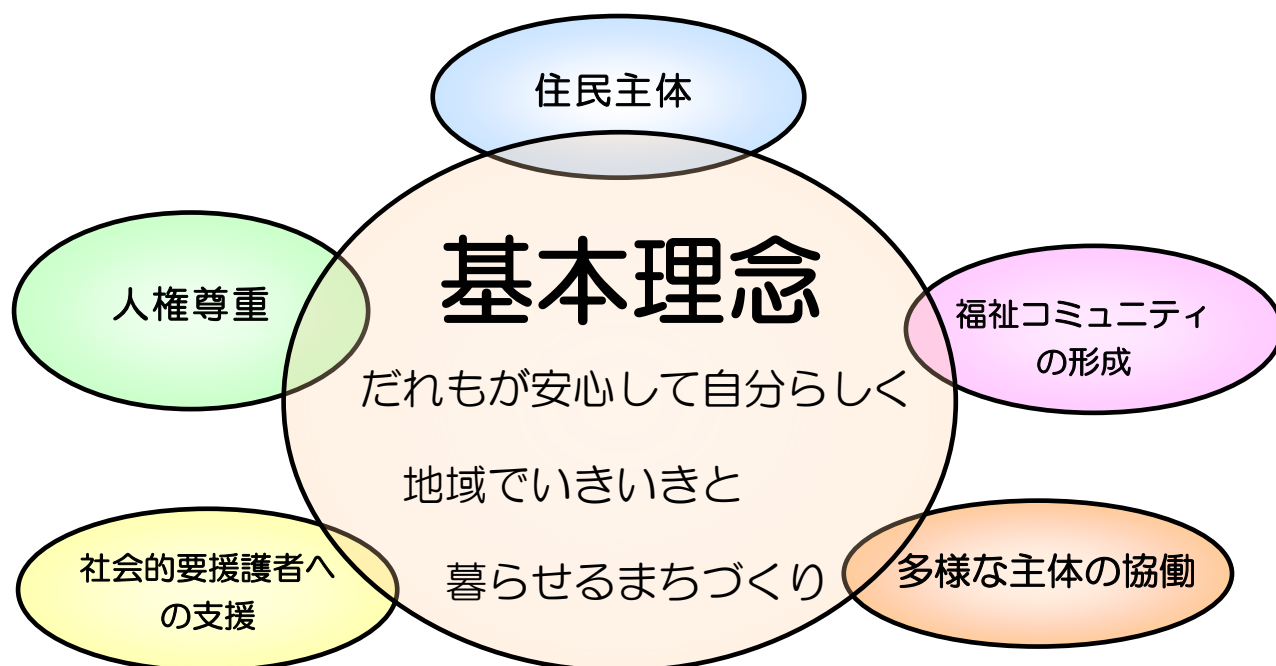 住民主体
基本理念
だれもが安心して自分らしく
地域でいきいきと
暮らせるまちづくり
人権尊重
福祉コミュニティ
の形成
社会的要援護者へ
の支援
多様な主体の協働